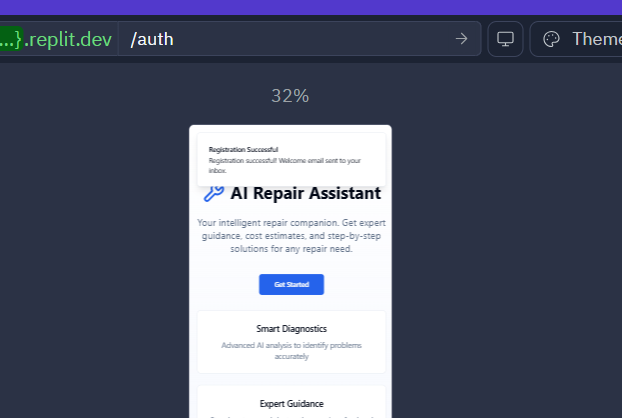 ...}.replit.dev /auth
Theme
32%
Registration Successful
Registration successful! Welcome email sent to your
inbox.
AI Repair Assistant
Your intelligent repair companion. Get expert
guidance, cost estimates, and step-by-step
solutions for any repair need.
Get Started
Smart Diagnostics
Advanced AI analysis to identify problems
accurately
Expert Guidance